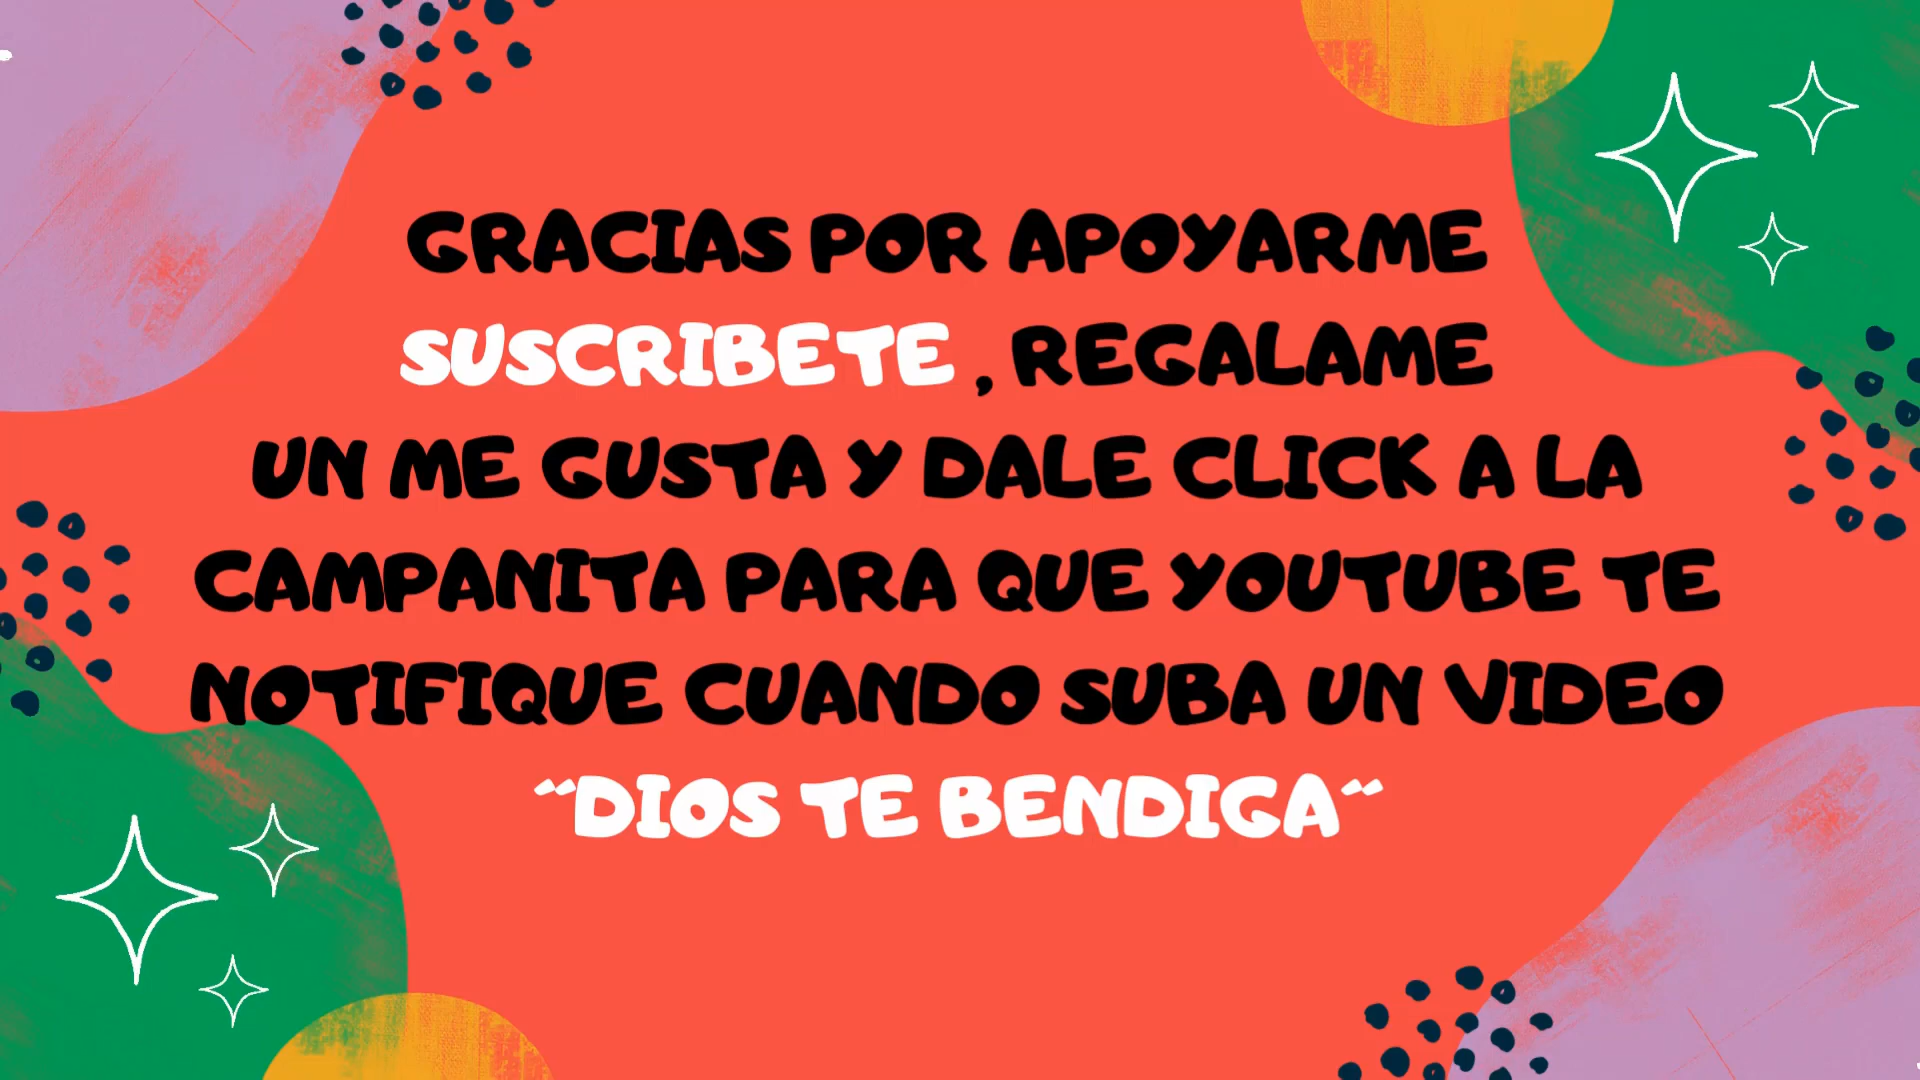 GRACIAS POR APOYARME
SUSCRIBETE , REGALAME
UN ME GUSTA Y DALE CLICK A LA
CAMPANITA PARA QUE YOUTUBE TE
NOTIFIQUE CUANDO SUBA UN VIDEO
˝DIOS TE BENDIGA˝